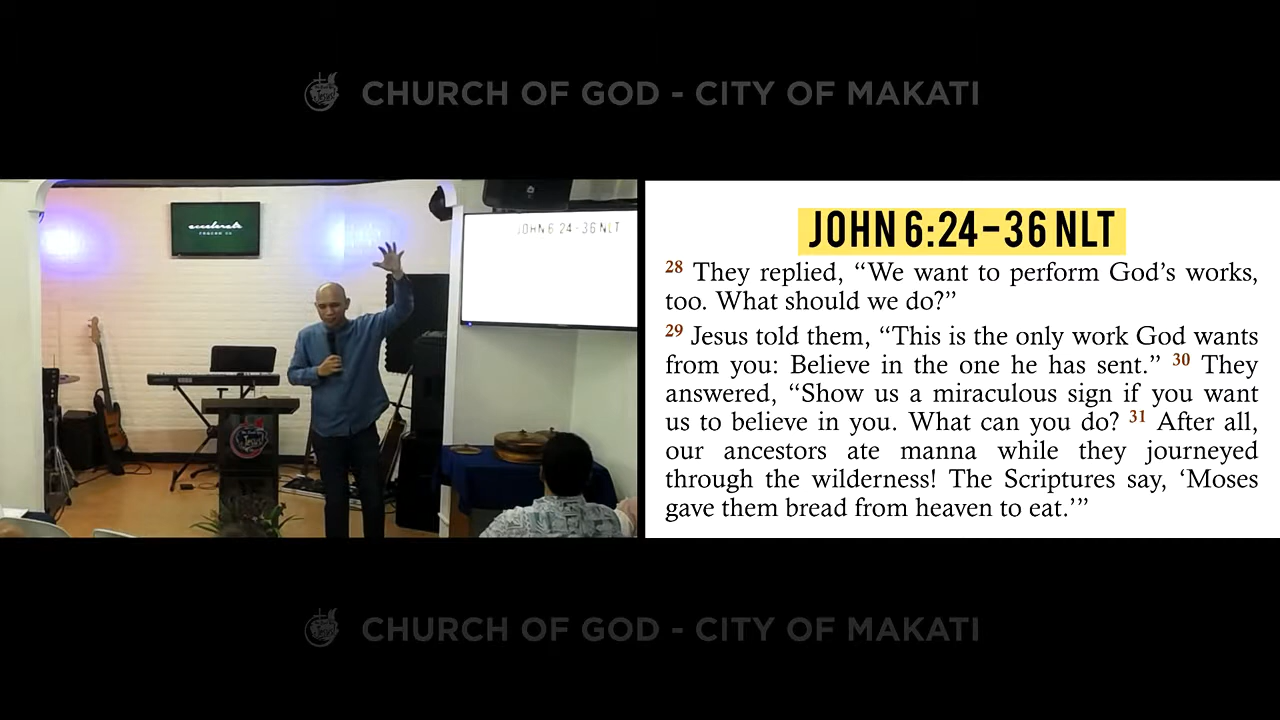 CHURCH OF GOD - CITY OF MAKATI
accelerate
JOHN 6:24-36 NLT
JOHN 6:24-36 NLT
28 They replied, “We want to perform God’s works,
too. What should we do?”
29 Jesus told them, “This is the only work God wants
from you: Believe in the one he has sent.” 30 They
answered, “Show us a miraculous sign if you want
us to believe in you. What can you do? 31 After all,
our ancestors ate manna while they journeyed
through the wilderness! The Scriptures say, ‘Moses
gave them bread from heaven to eat.’”
CHURCH OF GOD - CITY OF MAKATI